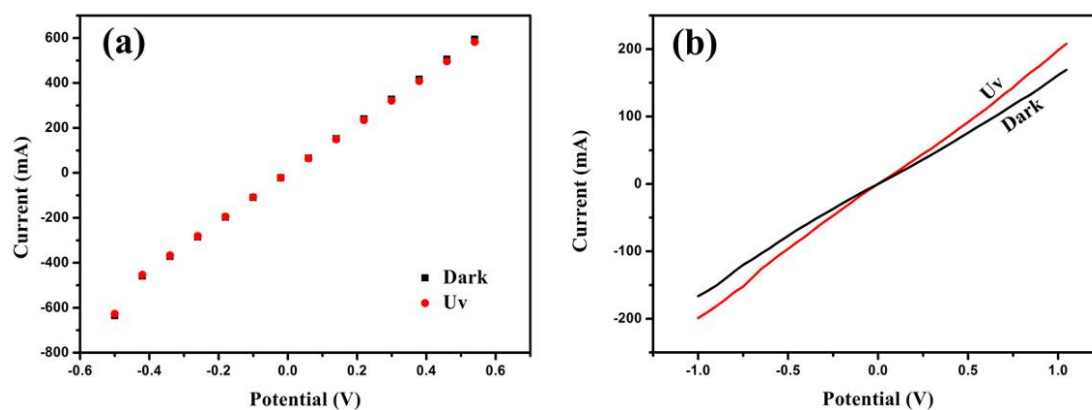 (a)
Current (mA)
600
400
200
0
-200
-400
-600
-800
-0.6
-0.4
-0.2
0.0
0.2
0.4
0.6
Potential (V)
Dark
Uv
(b)
Current (mA)
200
100
0
-100
-200
-1.0
-0.5
0.0
0.5
1.0
Potential (V)
Uv
Dark